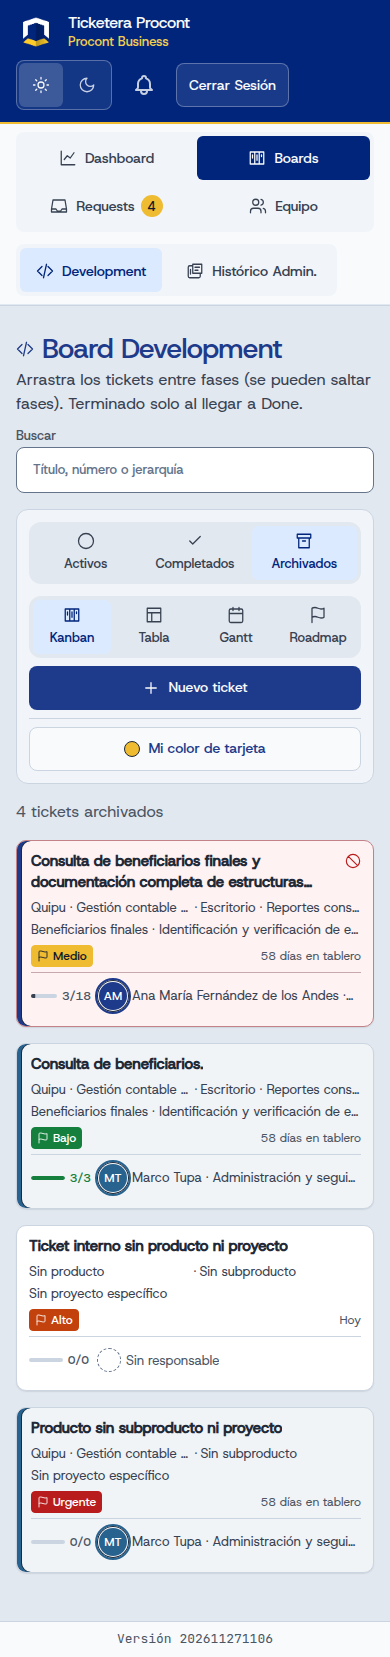 Ticketera Procont
Procont Business
Cerrar Sesión
Dashboard
Boards
Requests 4
Equipo
Development
Histórico Admin.
Board Development
Arrastra los tickets entre fases (se pueden saltar
fases). Terminado solo al llegar a Done.
Buscar
Título, número o jerarquía
Activos
Completados
Archivados
Kanban
Tabla
Gantt
Roadmap
Nuevo ticket
Mi color de tarjeta
4 tickets archivados
Consulta de beneficiarios finales y
documentación completa de estructuras...
Quipu · Gestión contable ... · Escritorio · Reportes cons...
Beneficiarios finales · Identificación y verificación de e...
Medio
58 días en tablero
3/18 AM Ana María Fernández de los Andes ·...
Consulta de beneficiarios.
Quipu · Gestión contable ... · Escritorio · Reportes cons...
Beneficiarios finales · Identificación y verificación de e...
Bajo
58 días en tablero
3/3 MT Marco Tupa · Administración y segui...
Ticket interno sin producto ni proyecto
Sin producto · Sin subproducto
Sin proyecto específico
Alto
Hoy
0/0 Sin responsable
Producto sin subproducto ni proyecto
Quipu · Gestión contable ... · Sin subproducto
Sin proyecto específico
Urgente
58 días en tablero
0/0 MT Marco Tupa · Administración y segui...
Versión 202611271106